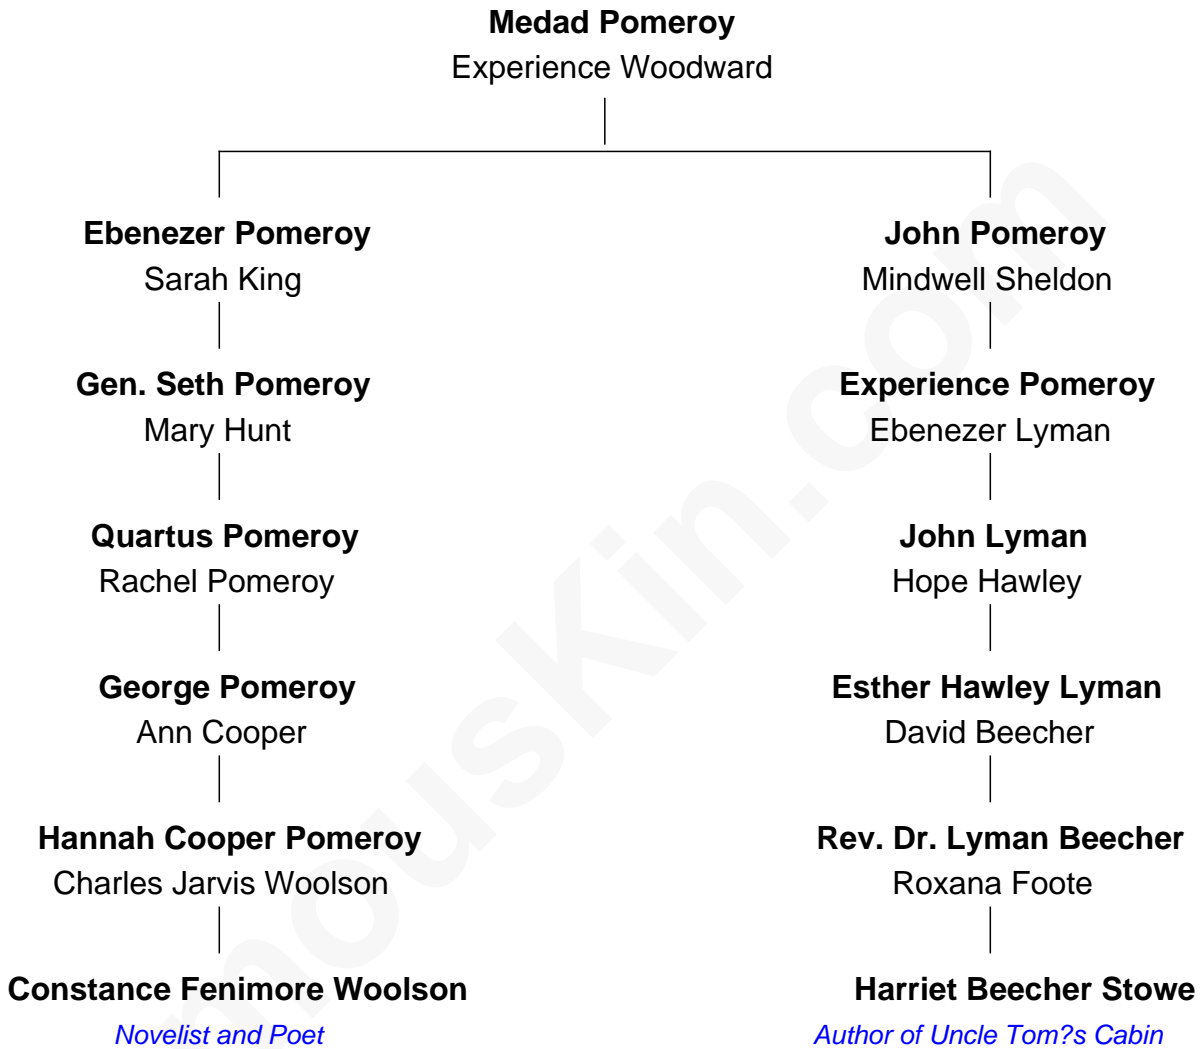 Medad Pomeroy
Experience Woodward
Ebenezer Pomeroy
Sarah King
John Pomeroy
Mindwell Sheldon
Gen. Seth Pomeroy
Mary Hunt
Experience Pomeroy
Ebenezer Lyman
Quartus Pomeroy
Rachel Pomeroy
John Lyman
Hope Hawley
George Pomeroy
Ann Cooper
Esther Hawley Lyman
David Beecher
Hannah Cooper Pomeroy
Charles Jarvis Woolson
Rev. Dr. Lyman Beecher
Roxana Foote
Constance Fenimore Woolson
Novelist and Poet
Harriet Beecher Stowe
Author of Uncle Tom?s Cabin
mousKin.com